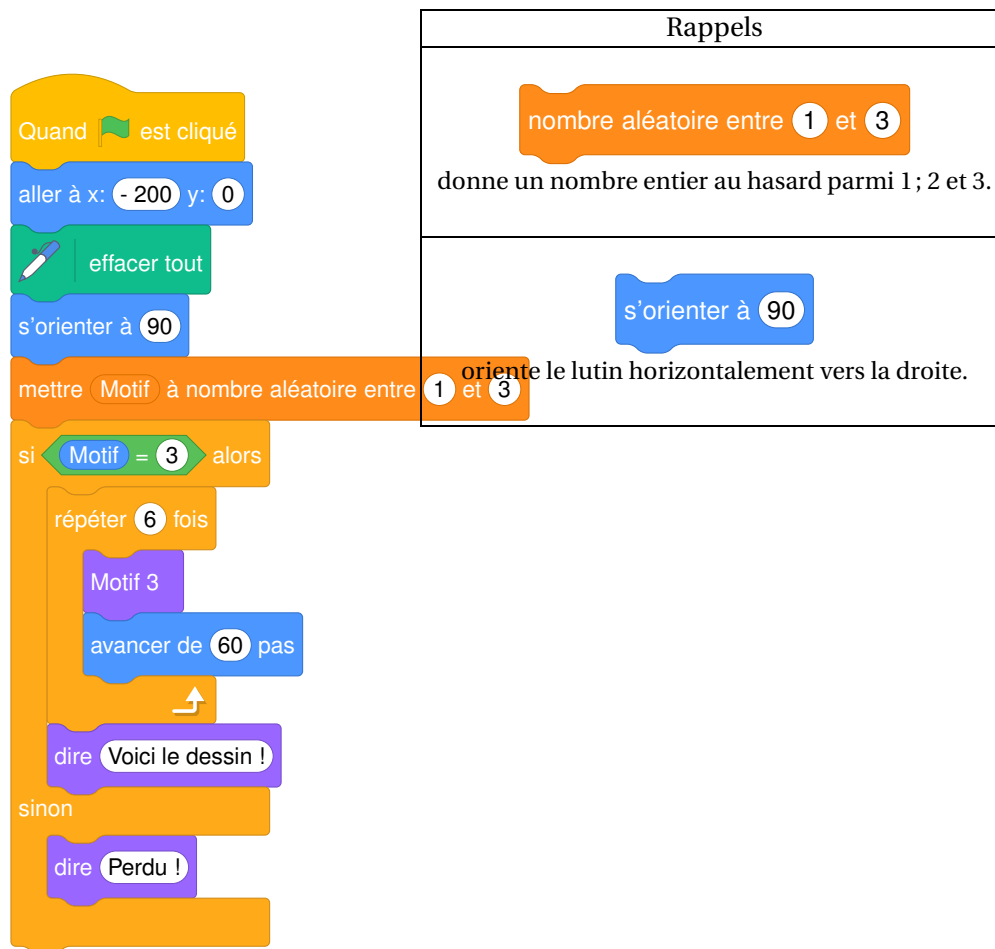 Quand est cliqué
aller à x: - 200 y: 0
effacer tout
s'orienter à 90
mettre Motif à nombre aléatoire entre 1 et 3
si Motif = 3 alors
répéter 6 fois
Motif 3
avancer de 60 pas
dire Voici le dessin !
sinon
dire Perdu !
Rappels
nombre aléatoire entre 1 et 3
donne un nombre entier au hasard parmi 1 ; 2 et 3.
s'orienter à 90
oriente le lutin horizontalement vers la droite.